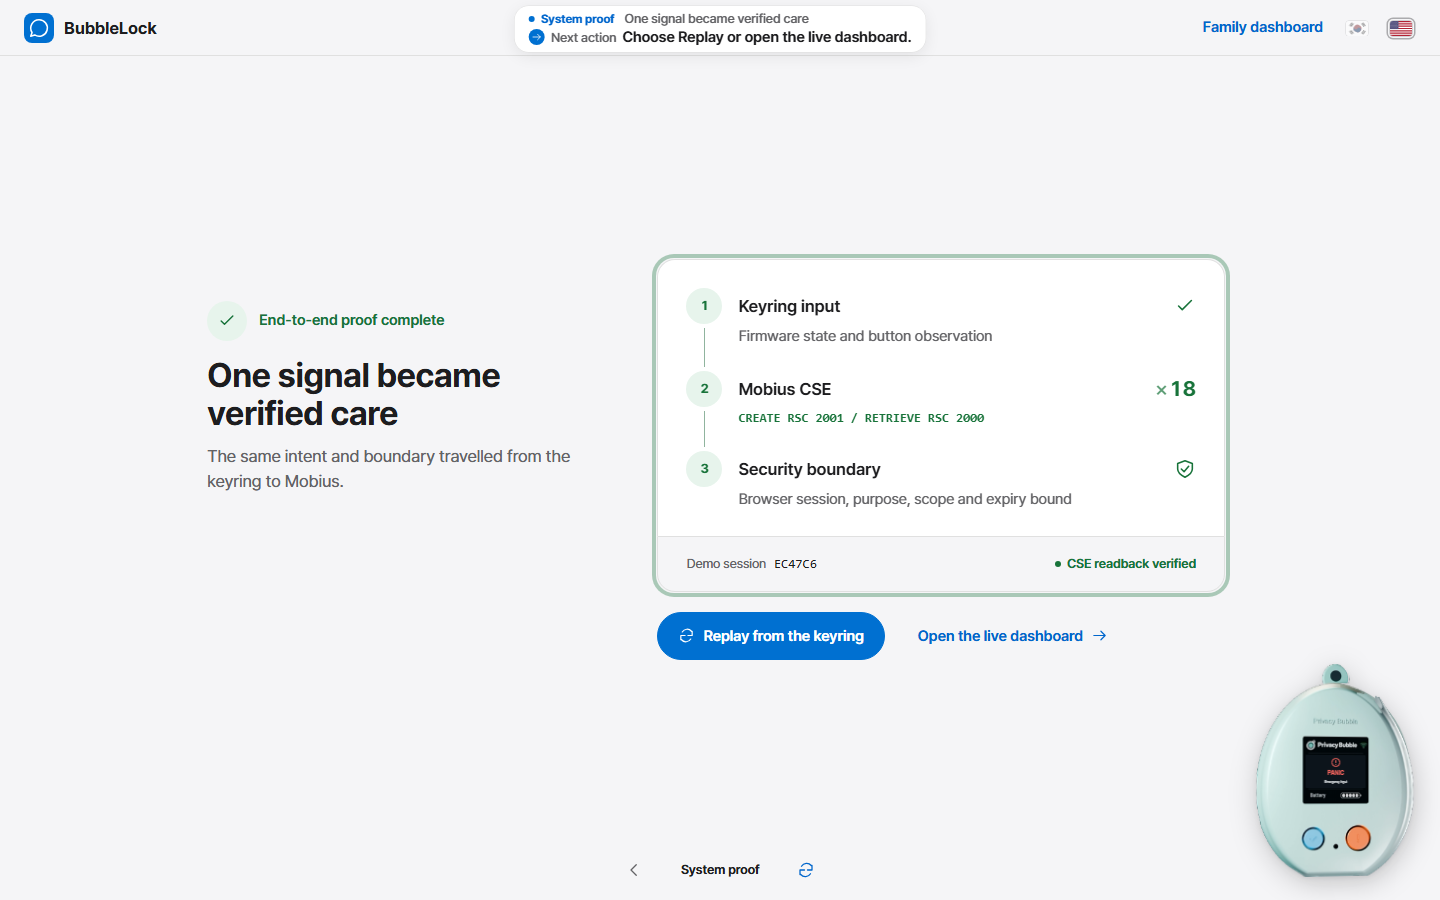 BubbleLock
System proof One signal became verified care
Next action Choose Replay or open the live dashboard.
Family dashboard
End-to-end proof complete
One signal became
verified care
The same intent and boundary travelled from the
keyring to Mobius.
1 Keyring input
Firmware state and button observation
2 Mobius CSE ×18
CREATE RSC 2001 / RETRIEVE RSC 2000
3 Security boundary
Browser session, purpose, scope and expiry bound
Demo session EC47C6 CSE readback verified
Replay from the keyring Open the live dashboard
Privacy Bubble
Privacy Bubble
PANIC
Emergency input
Battery
System proof